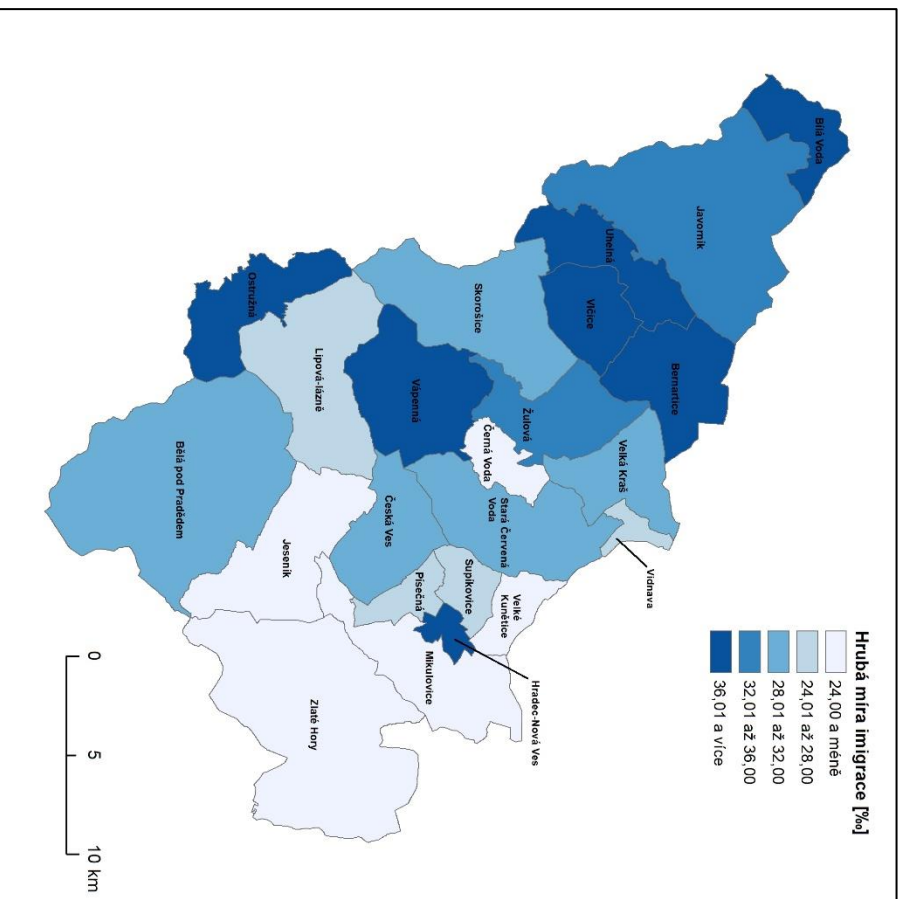 Hrubá míra imigrace [‰]
24,00 a méně
24,01 až 28,00
28,01 až 32,00
32,01 až 36,00
36,01 a více
Bílá Voda
Javorník
Uhelná
Vlčice
Bernartice
Skorošice
Žulová
Velká Kraš
Vidnava
Černá Voda
Stará Červená
Voda
Vápenná
Ostružná
Lipová-lázně
Česká Ves
Supíkovice
Velké
Kunětice
Písečná
Hradec-Nová Ves
Mikulovice
Jeseník
Bělá pod Pradědem
Zlaté Hory
0
5
10 km